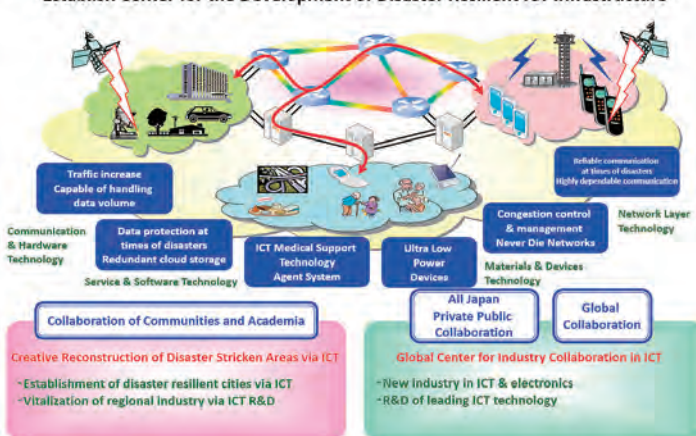 Traffic increase
Capable of handling
data volume
Reliable communication
at times of disasters
Highly dependable communication
Communication
& Hardware
Technology
Data protection at
times of disasters
Redundant cloud storage
Service & Software Technology
ICT Medical Support
Technology
Agent System
Ultra Low
Power
Devices
Congestion control
& management
Never Die Networks
Network Layer
Technology
Materials & Devices
Technology
Collaboration of Communities and Academia
All Japan
Private Public
Collaboration
Global
Collaboration
Creative Reconstruction of Disaster Stricken Areas via ICT
-Establishment of disaster resilient cities via ICT
-Vitalization of regional industry via ICT R&D
Global Center for Industry Collaboration in ICT
-New industry in ICT & electronics
-R&D of leading ICT technology